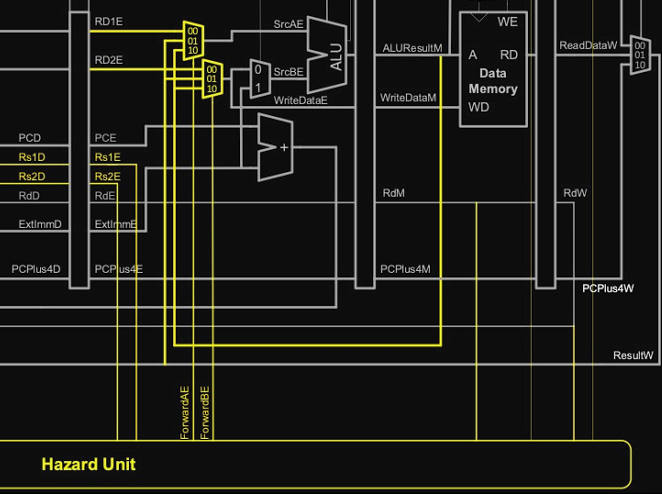 RD1E
00
01
10
SrcAE
WE
RD2E
00
01
10
0
1
SrcBE
ALU
ALUResultM
A
RD
ReadDataW
00
01
10
Data
Memory
WriteDataE
WriteDataM
WD
PCD
PCE
+
Rs1D
Rs1E
Rs2D
Rs2E
RdD
RdE
RdM
RdW
ExtImmD
ExtImmE
PCPlus4D
PCPlus4E
PCPlus4M
PCPlus4W
ResultW
ForwardAE
ForwardBE
Hazard Unit